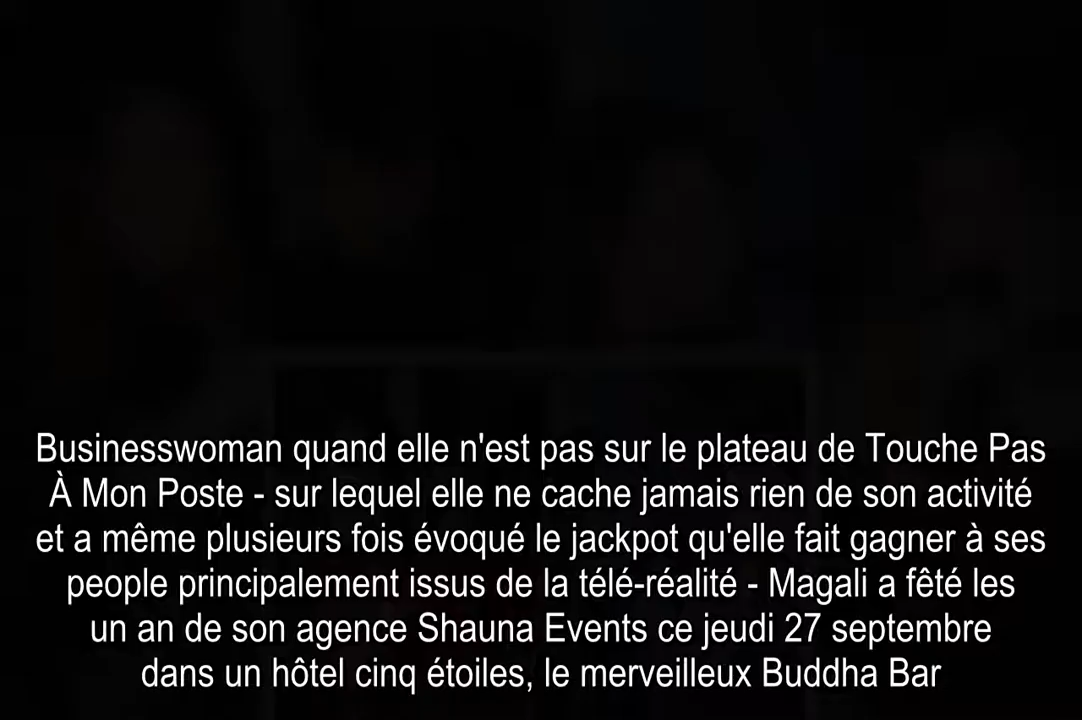 Businesswoman quand elle n'est pas sur le plateau de Touche Pas
À Mon Poste - sur lequel elle ne cache jamais rien de son activité
et a même plusieurs fois évoqué le jackpot qu'elle fait gagner à ses
people principalement issus de la télé-réalité - Magali a fêté les
un an de son agence Shauna Events ce jeudi 27 septembre
dans un hôtel cinq étoiles, le merveilleux Buddha Bar